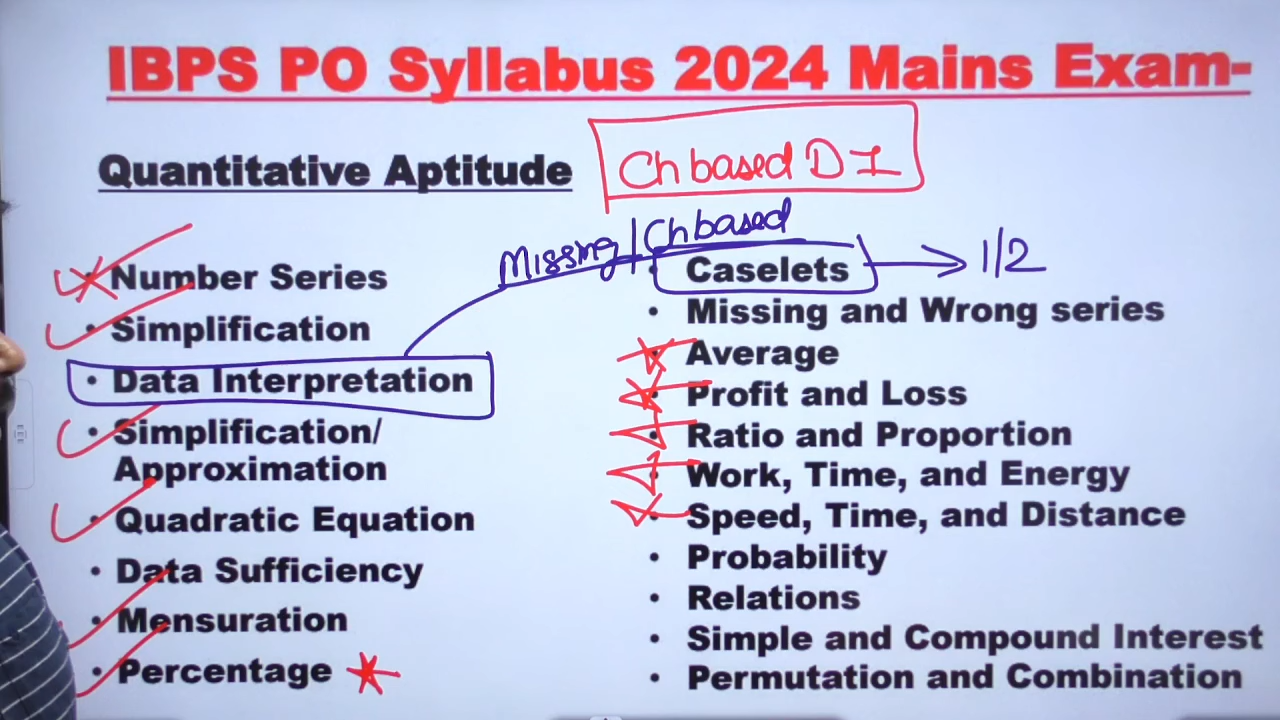 IBPS PO Syllabus 2024 Mains Exam-
Quantitative Aptitude
Ch based DI
Missing/Ch based
• Number Series
• Simplification
• Data Interpretation
• Simplification/
Approximation
• Quadratic Equation
• Data Sufficiency
• Mensuration
• Percentage
• Caselets
1/2
• Missing and Wrong series
• Average
• Profit and Loss
• Ratio and Proportion
• Work, Time, and Energy
• Speed, Time, and Distance
• Probability
• Relations
• Simple and Compound Interest
• Permutation and Combination